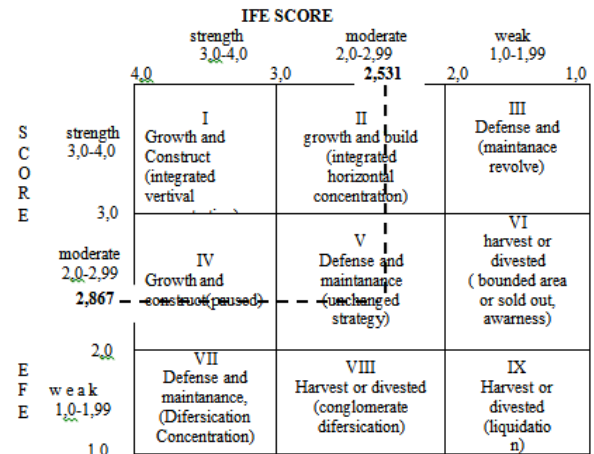 IFE SCORE
strength
3,0-4,0
moderate
2,0-2,99
weak
1,0-1,99
4,0
3,0
2,531
2,0
1,0
S
C
O
R
E
strength
3,0-4,0
I
Growth and
Construct
(integrated
vertival
II
growth and build
(integrated
horizontal
concentration)
III
Defense and
(maintanace
revolve)
3,0
moderate
2,0-2,99
2,867
IV
Growth and
construct(paused)
V
Defense and
maintanance
(unchanged
strategy)
VI
harvest or
divested
( bounded area
or sold out,
awarness)
2,0
E
F
E
weak
1,0-1,99
VII
Defense and
maintanance,
(Difersication
Concentration)
VIII
Harvest or divested
(conglomerate
difersication)
IX
Harvest or
divested
(liquidatio
n)
1,0